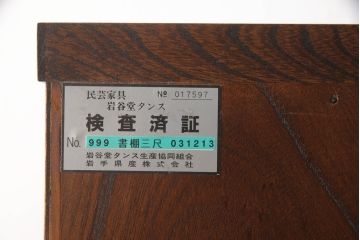 民芸家具 № 017597
岩谷堂タンス
検査済証
No. 999 書棚三尺 031213
岩谷堂タンス生産協同組合
岩手県産株式会社